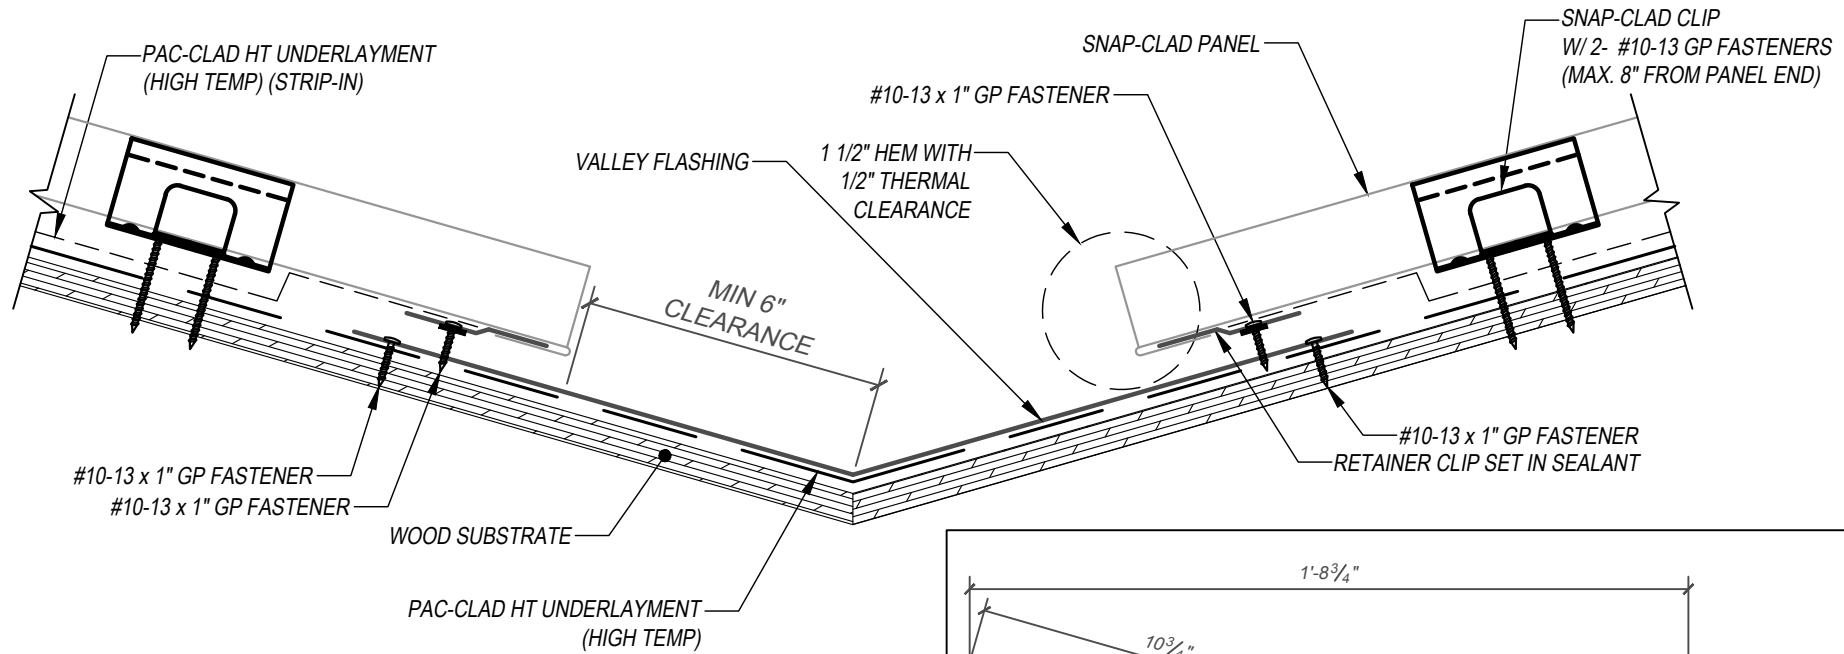 PAC-CLAD HT UNDERLAYMENT
(HIGH TEMP) (STRIP-IN)
SNAP-CLAD PANEL
SNAP-CLAD CLIP
W/ 2- #10-13 GP FASTENERS
(MAX. 8" FROM PANEL END)
#10-13 x 1" GP FASTENER
VALLEY FLASHING
1 1/2" HEM WITH
1/2" THERMAL
CLEARANCE
MIN 6"
CLEARANCE
#10-13 x 1" GP FASTENER
#10-13 x 1" GP FASTENER
WOOD SUBSTRATE
PAC-CLAD HT UNDERLAYMENT
(HIGH TEMP)
#10-13 x 1" GP FASTENER
RETAINER CLIP SET IN SEALANT
1'-8¾"
10¾"